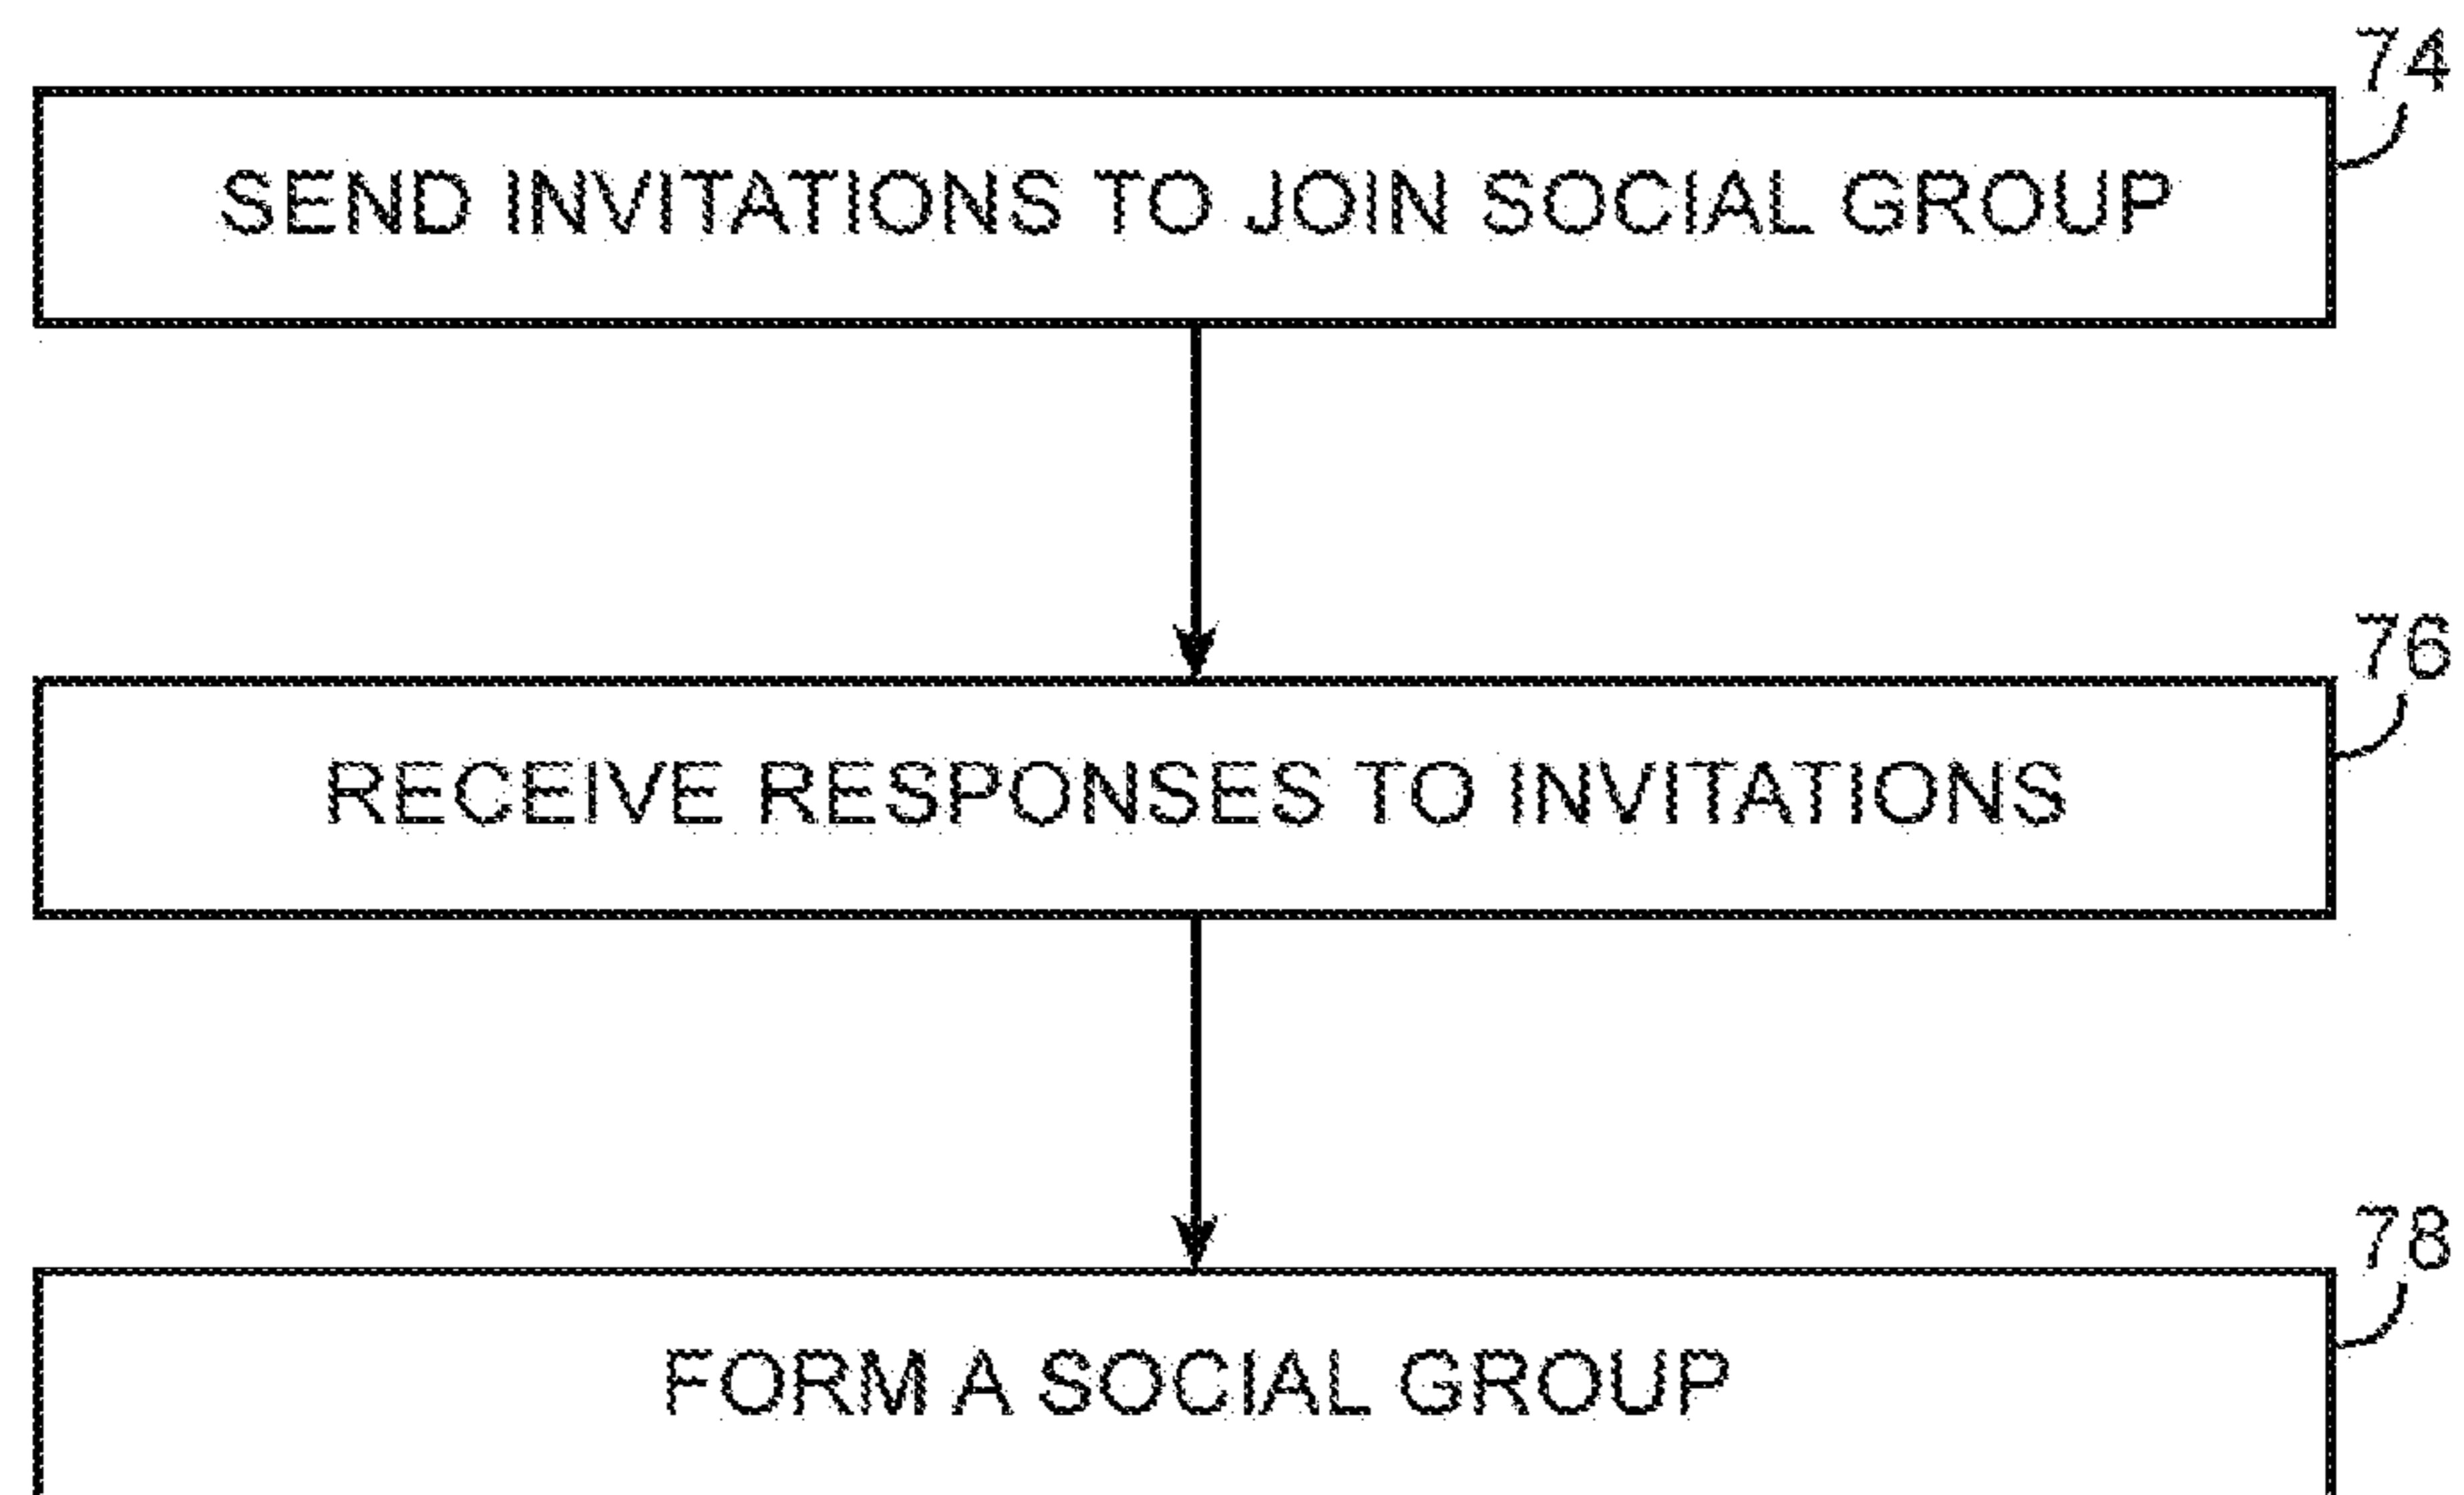 74
SEND INVITATIONS TO JOIN SOCIAL GROUP
76
RECEIVE RESPONSES TO INVITATIONS
78
FORM A SOCIAL GROUP